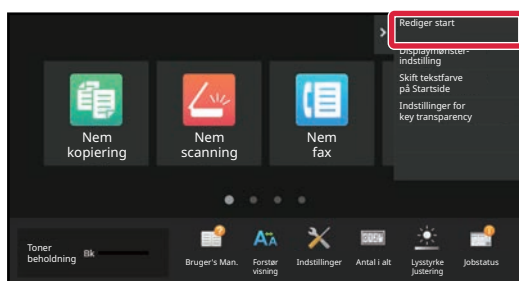 Rediger start
Displaymønster-
indstilling
Skift tekstfarve
på Startside
Indstillinger for
key transparency
Nem
kopiering
Nem
scanning
Nem
fax
Toner
beholdning
Bk
Bruger's Man.
Forstør
visning
Indstillinger
Antal i alt
Lysstyrke
Justering
Jobstatus